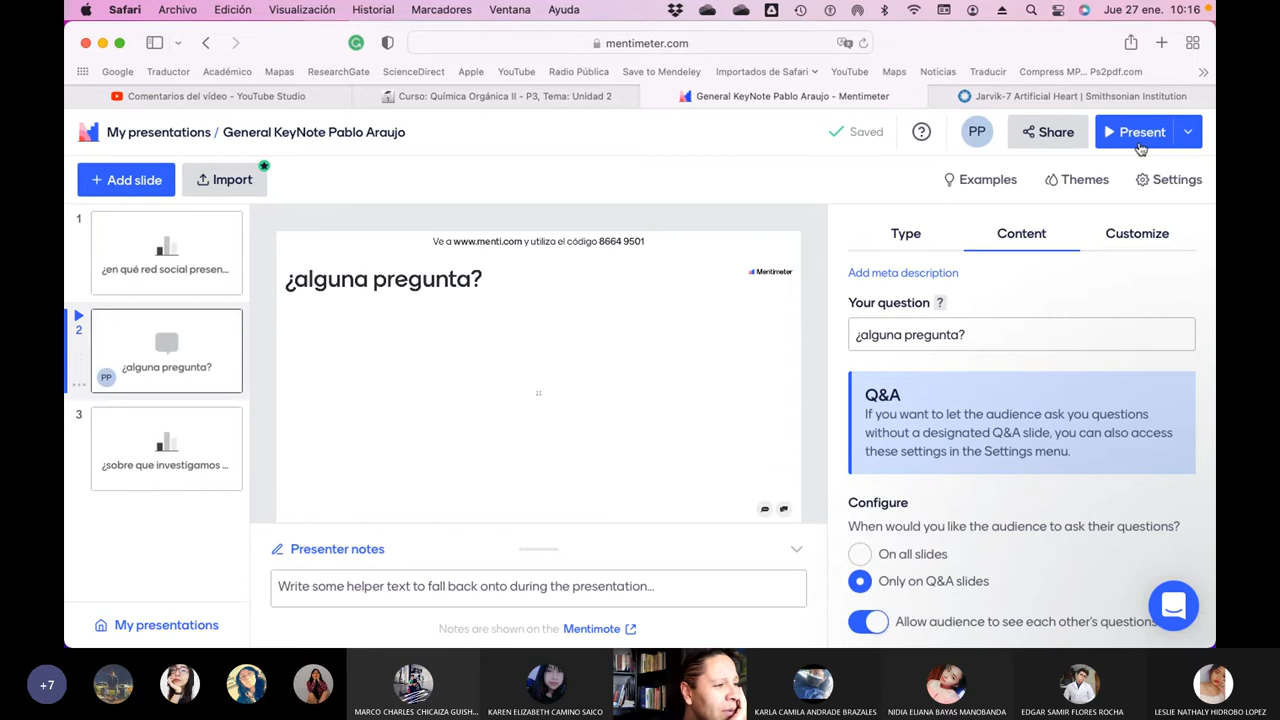 Safari Archivo Edición Visualización Historial Marcadores Ventana Ayuda Jue 27 ene. 10:16
mentimeter.com
Google Traductor Académico Mapas ResearchGate ScienceDirect Apple YouTube Radio Pública Save to Mendeley Importados de Safari YouTube Maps Noticias Traducir Compress MP... Ps2pdf.com
Comentarios del vídeo - YouTube Studio Curso: Química Orgánica II - P3, Tema: Unidad 2 General KeyNote Pablo Araujo - Mentimeter Jarvik-7 Artificial Heart | Smithsonian Institution
My presentations / General KeyNote Pablo Araujo Saved ? PP Share Present
+ Add slide Import Examples Themes Settings
1
¿en qué red social presen...
2
PP ¿alguna pregunta?
3
¿sobre que investigamos ...
My presentations
Ve a www.menti.com y utiliza el código 8664 9501
¿alguna pregunta?
Mentimeter
Presenter notes
Write some helper text to fall back onto during the presentation...
Notes are shown on the Mentimote
Type Content Customize
Add meta description
Your question ?
¿alguna pregunta?
Q&A
If you want to let the audience ask you questions
without a designated Q&A slide, you can also access
these settings in the Settings menu.
Configure
When would you like the audience to ask their questions?
On all slides
Only on Q&A slides
Allow audience to see each other's questions
+7
MARCO CHARLES CHICAIZA GUISH... KAREN ELIZABETH CAMINO SAICO KARLA CAMILA ANDRADE BRAZALES NIDIA ELIANA BAYAS MANOBANDA EDGAR SAMIR FLORES ROCHA LESLIE NATHALY HIDROBO LOPEZ